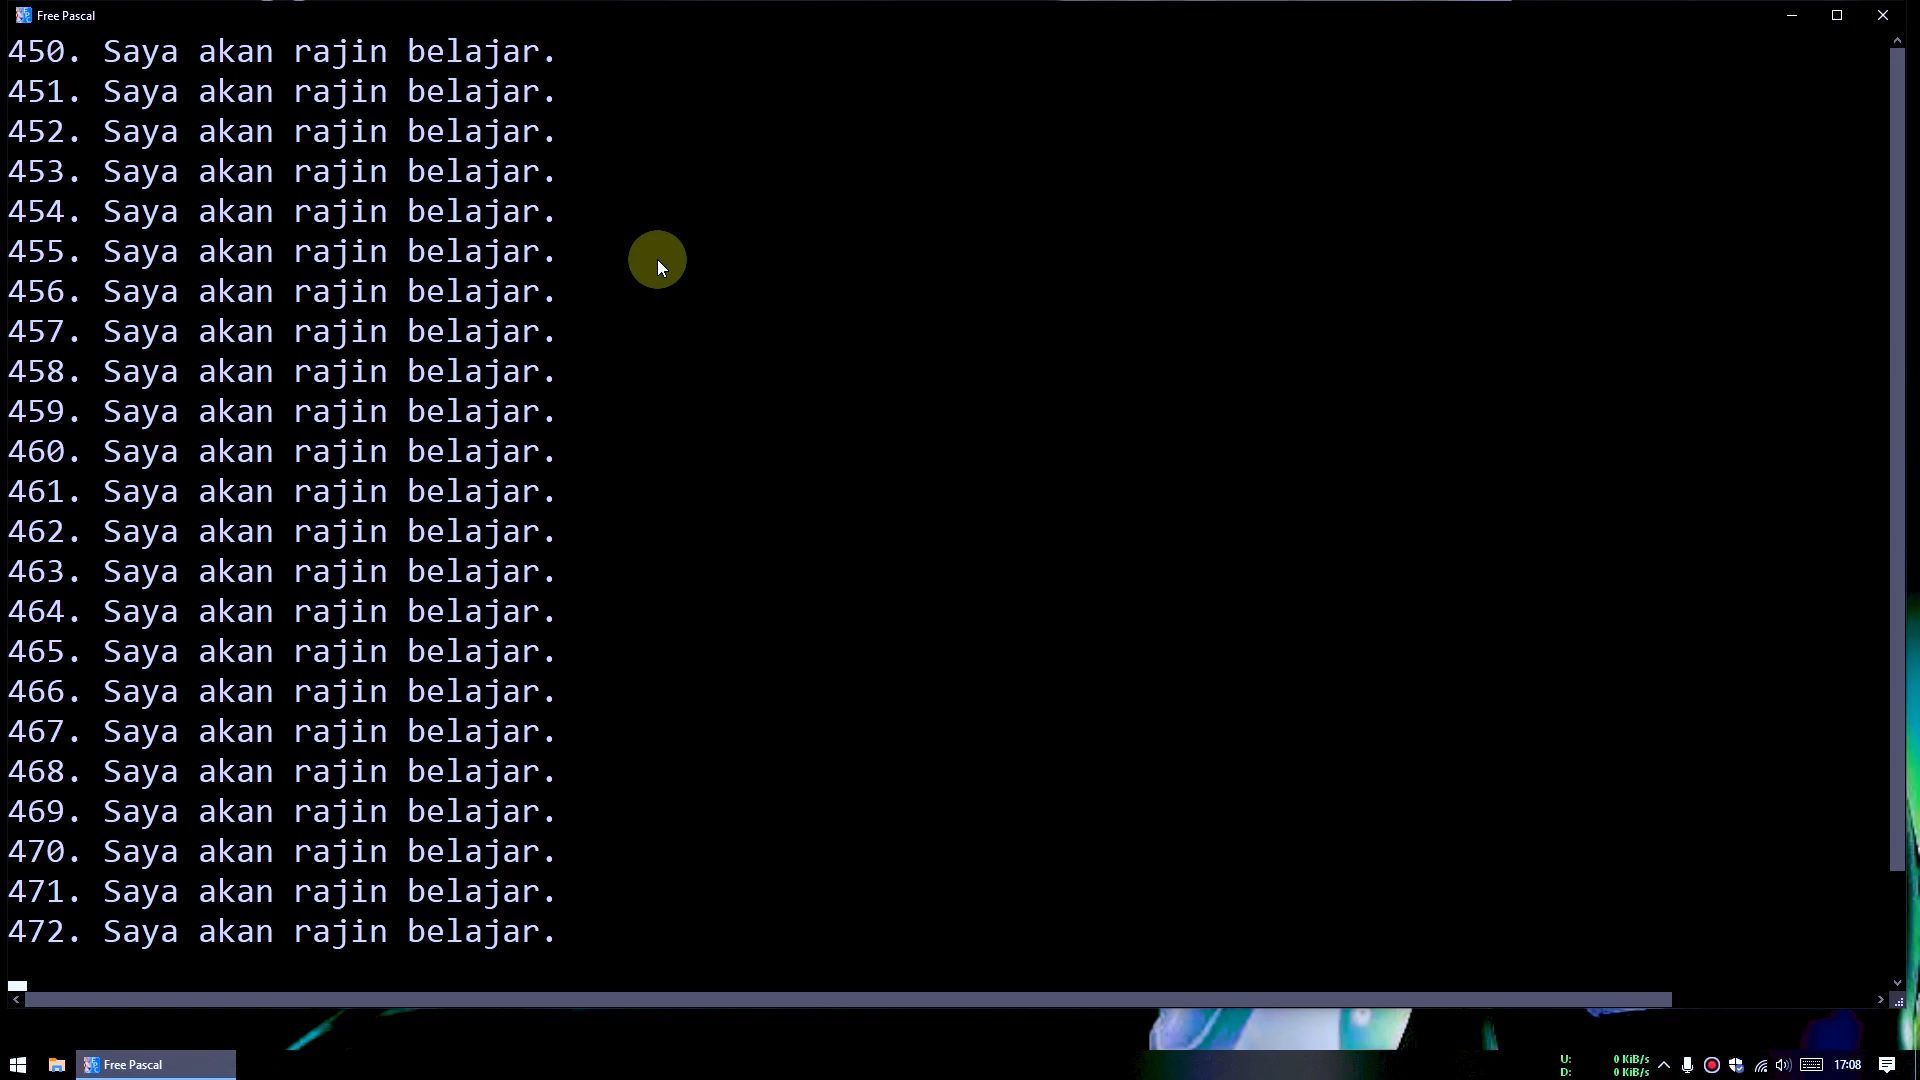 Free Pascal
450. Saya akan rajin belajar.
451. Saya akan rajin belajar.
452. Saya akan rajin belajar.
453. Saya akan rajin belajar.
454. Saya akan rajin belajar.
455. Saya akan rajin belajar.
456. Saya akan rajin belajar.
457. Saya akan rajin belajar.
458. Saya akan rajin belajar.
459. Saya akan rajin belajar.
460. Saya akan rajin belajar.
461. Saya akan rajin belajar.
462. Saya akan rajin belajar.
463. Saya akan rajin belajar.
464. Saya akan rajin belajar.
465. Saya akan rajin belajar.
466. Saya akan rajin belajar.
467. Saya akan rajin belajar.
468. Saya akan rajin belajar.
469. Saya akan rajin belajar.
470. Saya akan rajin belajar.
471. Saya akan rajin belajar.
472. Saya akan rajin belajar.
Free Pascal
U: 0 KiB/s
D: 0 KiB/s
17:08